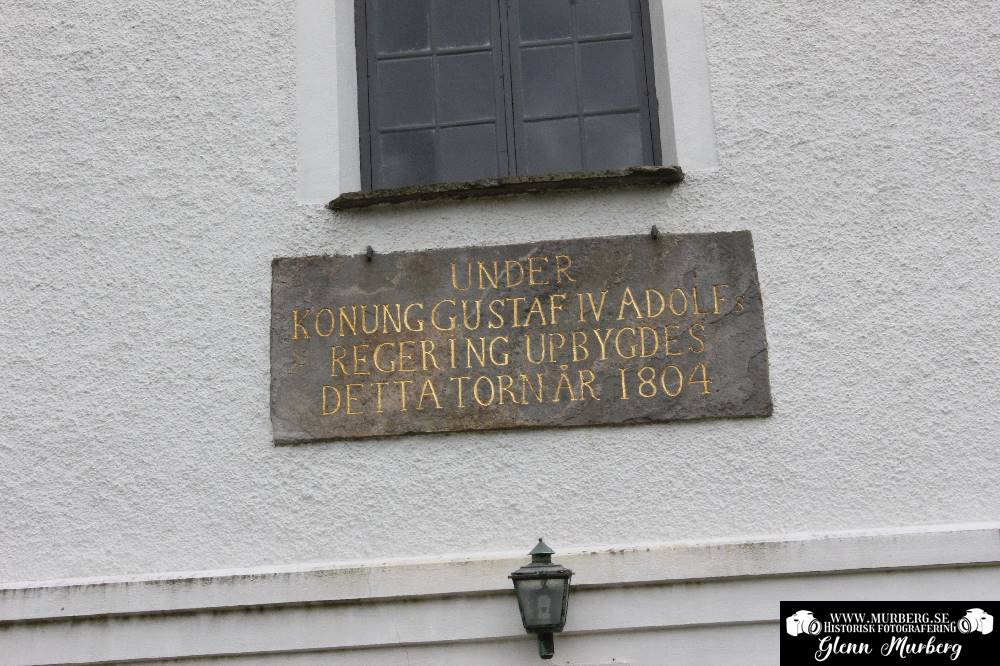 UNDER
KONUNG GUSTAF IV ADOLFS
REGERING UPBYGDES
DETTA TORN ÅR 1804
WWW.MURBERG.SE
HISTORISK FOTOGRAFERING
Glenn Murberg